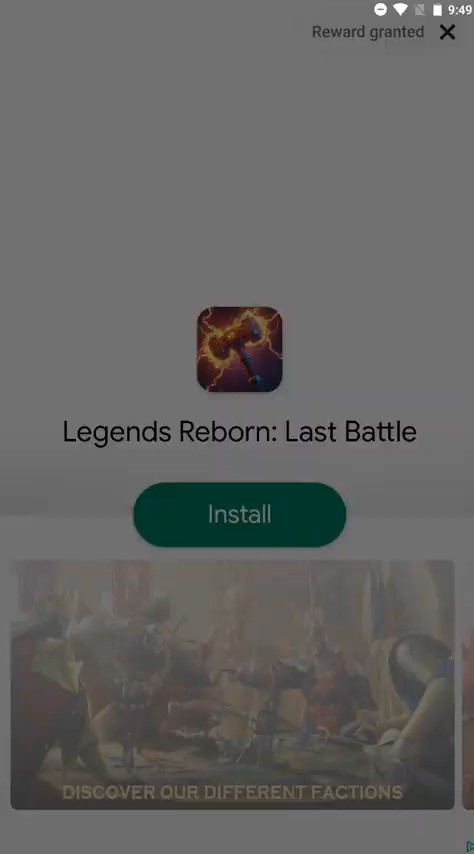 9:49
Reward granted
Legends Reborn: Last Battle
Install
DISCOVER OUR DIFFERENT FACTIONS